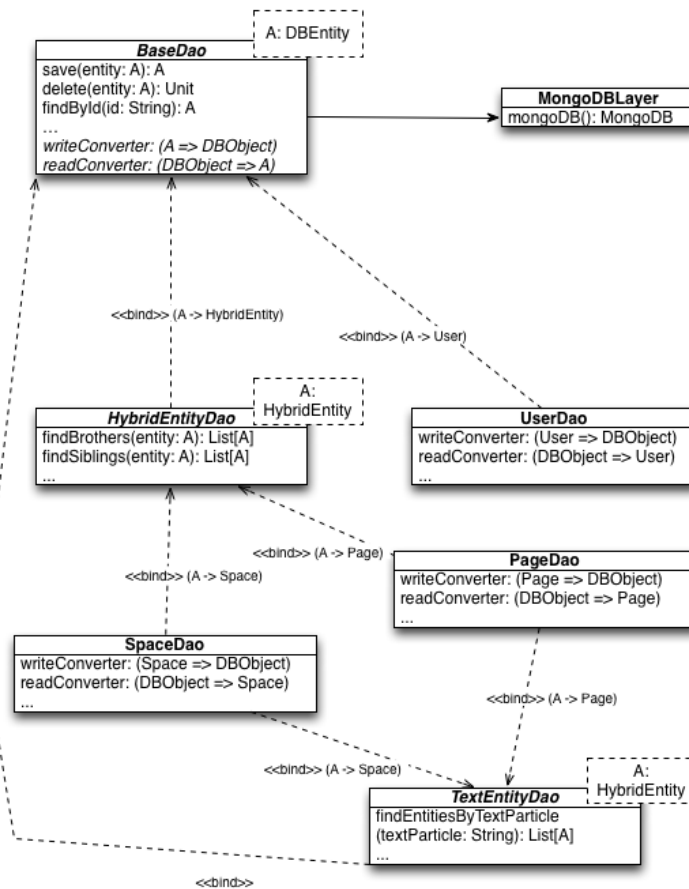 A: DBEntity
BaseDao
save(entity: A): A
delete(entity: A): Unit
findById(id: String): A
...
writeConverter: (A => DBObject)
readConverter: (DBObject => A)
MongoDBLayer
mongoDB(): MongoDB
<<bind>> (A -> HybridEntity)
<<bind>> (A -> User)
A:
HybridEntity
HybridEntityDao
findBrothers(entity: A): List[A]
findSiblings(entity: A): List[A]
...
UserDao
writeConverter: (User => DBObject)
readConverter: (DBObject => User)
...
<<bind>> (A -> Page)
<<bind>> (A -> Space)
PageDao
writeConverter: (Page => DBObject)
readConverter: (DBObject => Page)
...
SpaceDao
writeConverter: (Space => DBObject)
readConverter: (DBObject => Space)
...
<<bind>> (A -> Page)
<<bind>> (A -> Space)
A:
HybridEntity
TextEntityDao
findEntitiesByTextParticle
(textParticle: String): List[A]
...
<<bind>>